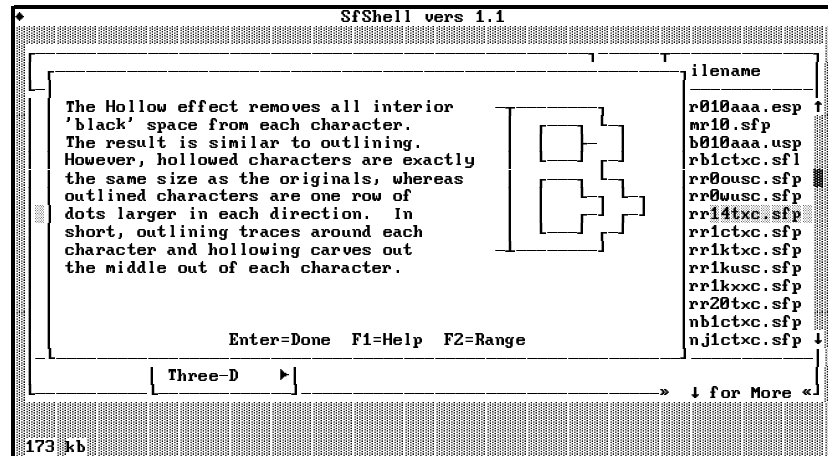 SfShell vers 1.1
ilename
The Hollow effect removes all interior
'black' space from each character.
The result is similar to outlining.
However, hollowed characters are exactly
the same size as the originals, whereas
outlined characters are one row of
dots larger in each direction.  In
short, outlining traces around each
character and hollowing carves out
the middle out of each character.
Enter=Done  F1=Help  F2=Range
r010aaa.esp ↑
mr10.sfp
b010aaa.usp
rb1ctxc.sfl
rr0ousc.sfp
rr0wusc.sfp
rr14txc.sfp
rr1ctxc.sfp
rr1ktxc.sfp
rr1kusc.sfp
rr1kxxc.sfp
rr20txc.sfp
nb1ctxc.sfp
nj1ctxc.sfp ↓
Three-D ►
» ↓ for More «
173 kb